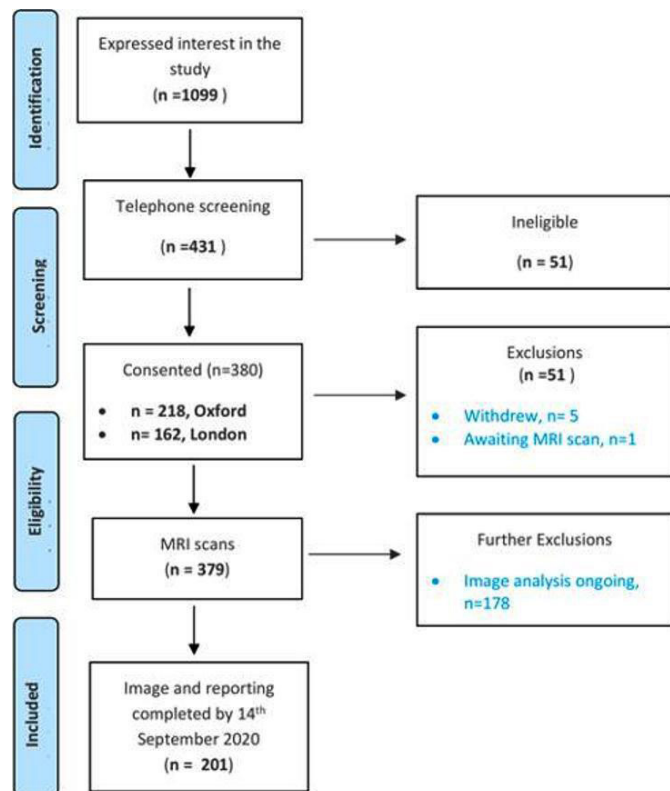 Identification
Expressed interest in the
study
(n =1099 )
Telephone screening
(n =431 )
Ineligible
(n = 51)
Screening
Consented (n=380)
• n = 218, Oxford
• n= 162, London
Exclusions
(n =51 )
• Withdrew, n= 5
• Awaiting MRI scan, n=1
Eligibility
MRI scans
(n = 379)
Further Exclusions
• Image analysis ongoing,
n=178
Included
Image and reporting
completed by 14th
September 2020
(n = 201)